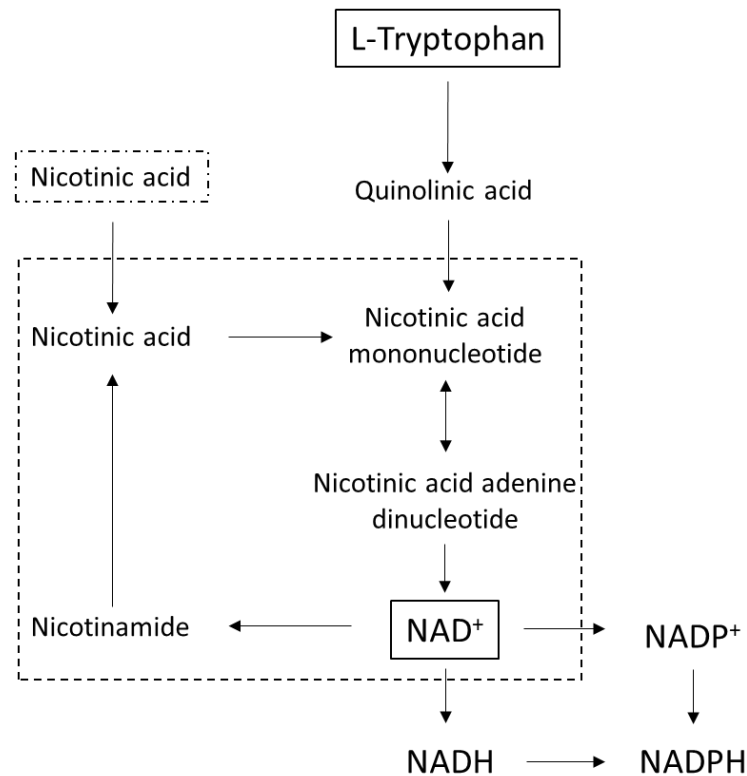 L-Tryptophan
Nicotinic acid
Quinolinic acid
Nicotinic acid
Nicotinic acid
mononucleotide
Nicotinic acid adenine
dinucleotide
Nicotinamide
NAD⁺
NADP⁺
NADH
NADPH